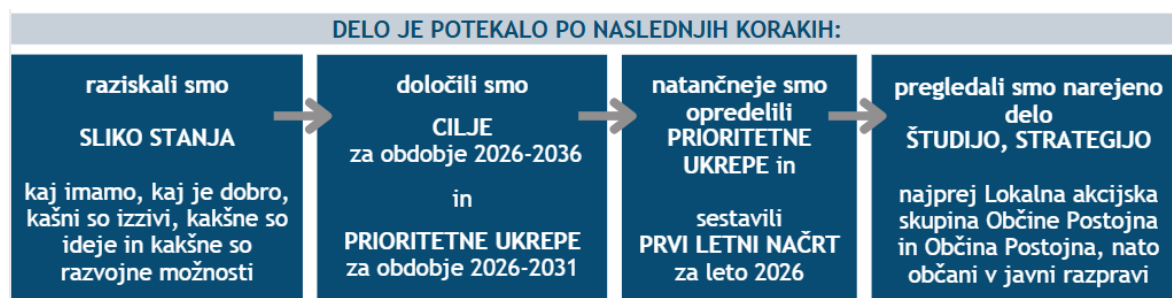 DELO JE POTEKALO PO NASLEDNJIH KORAKIH:
raziskali smo
SLIKO STANJA
kaj imamo, kaj je dobro,
kašni so izzivi, kakšne so
ideje in kakšne so
razvojne možnosti
določili smo
CILJE
za obdobje 2026-2036
in
PRIORITETNE UKREPE
za obdobje 2026-2031
natančneje smo
opredelili
PRIORITETNE
UKREPE in
sestavili
PRVI LETNI NAČRT
za leto 2026
pregledali smo narejeno
delo
ŠTUDIJO, STRATEGIJO
najprej Lokalna akcijska
skupina Občine Postojna
in Občina Postojna, nato
občani v javni razpravi